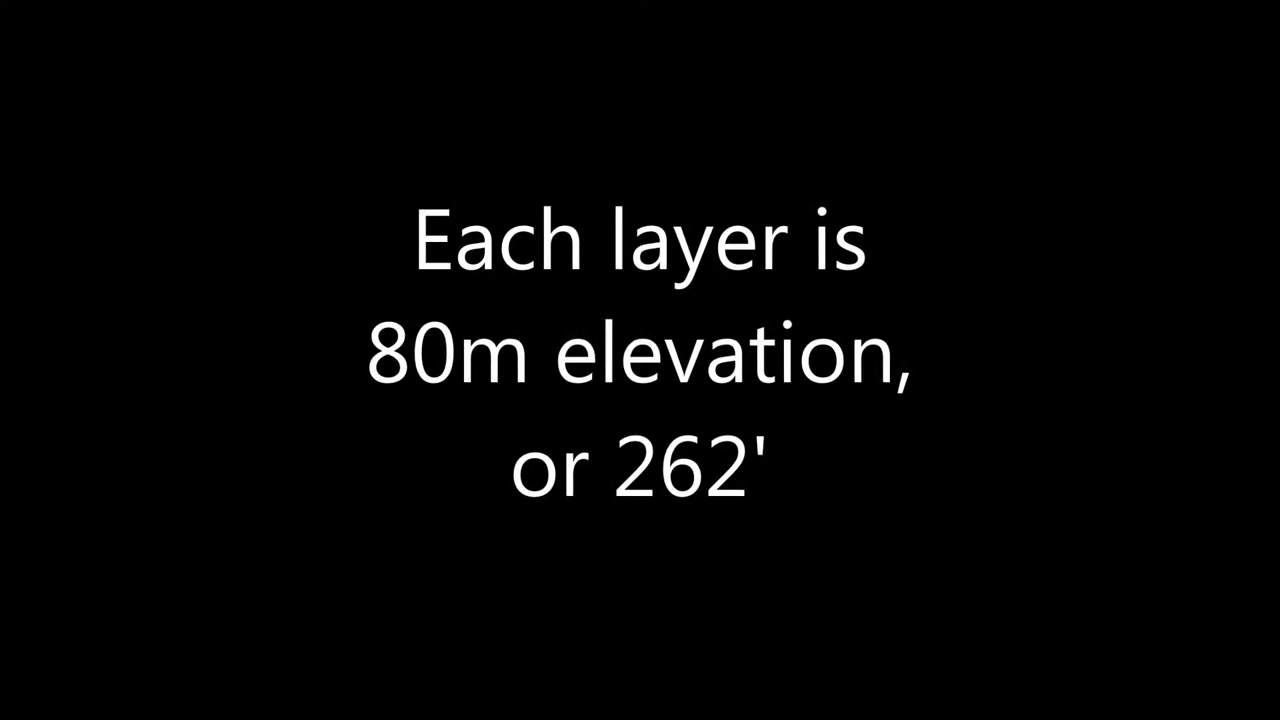 Each layer is
80m elevation,
or 262'